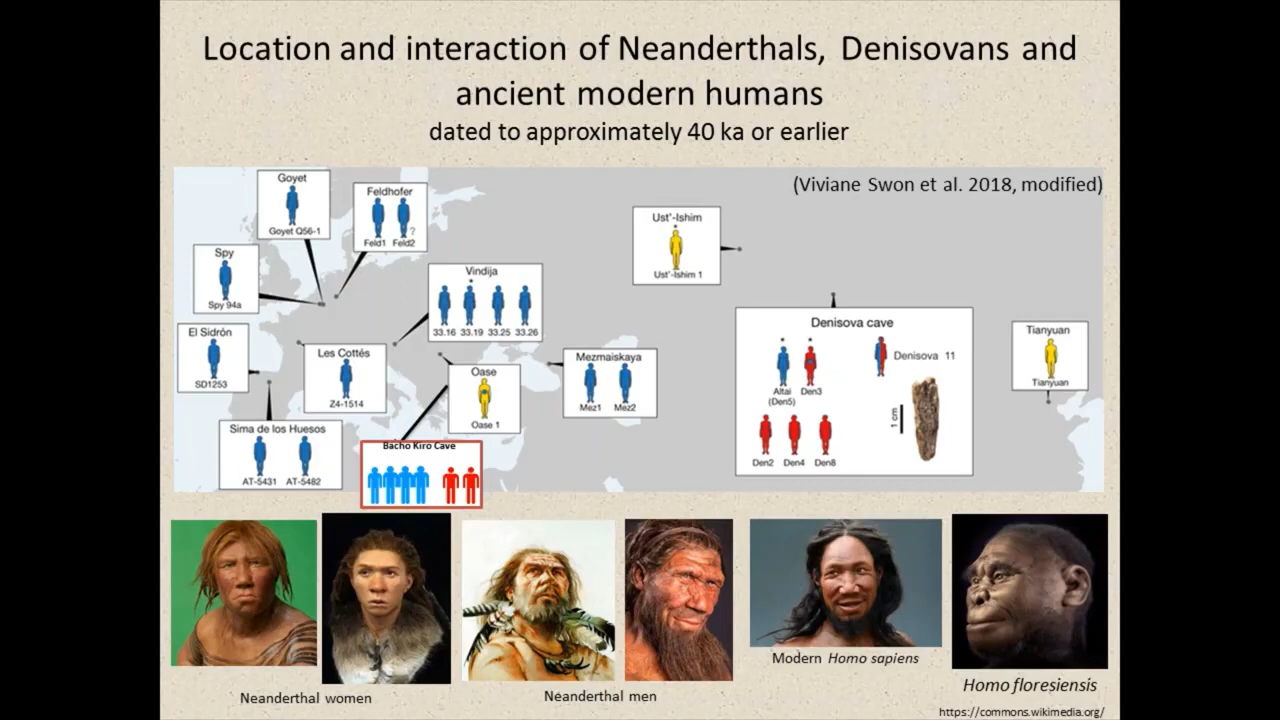 Location and interaction of Neanderthals, Denisovans and
ancient modern humans
dated to approximately 40 ka or earlier
(Viviane Swon et al. 2018, modified)
Goyet
Goyet Q56-1
Feldhofer
?
Feld1 Feld2
Spy
Spy 94a
El Sidrón
SD1253
Les Cottés
Z4-1514
Sima de los Huesos
AT-5431 AT-5482
Vindija
*
33.16 33.19 33.25 33.26
Oase
Oase 1
Bacho Kiro Cave
Mezmaiskaya
Mez1 Mez2
Ust'-Ishim
*
Ust'-Ishim 1
Denisova cave
* *
Altai Den3
(Den5)
Denisova 11
1 cm
Den2 Den4 Den8
Tianyuan
Tianyuan
Neanderthal women
Neanderthal men
Modern Homo sapiens
Homo floresiensis
https://commons.wikimedia.org/